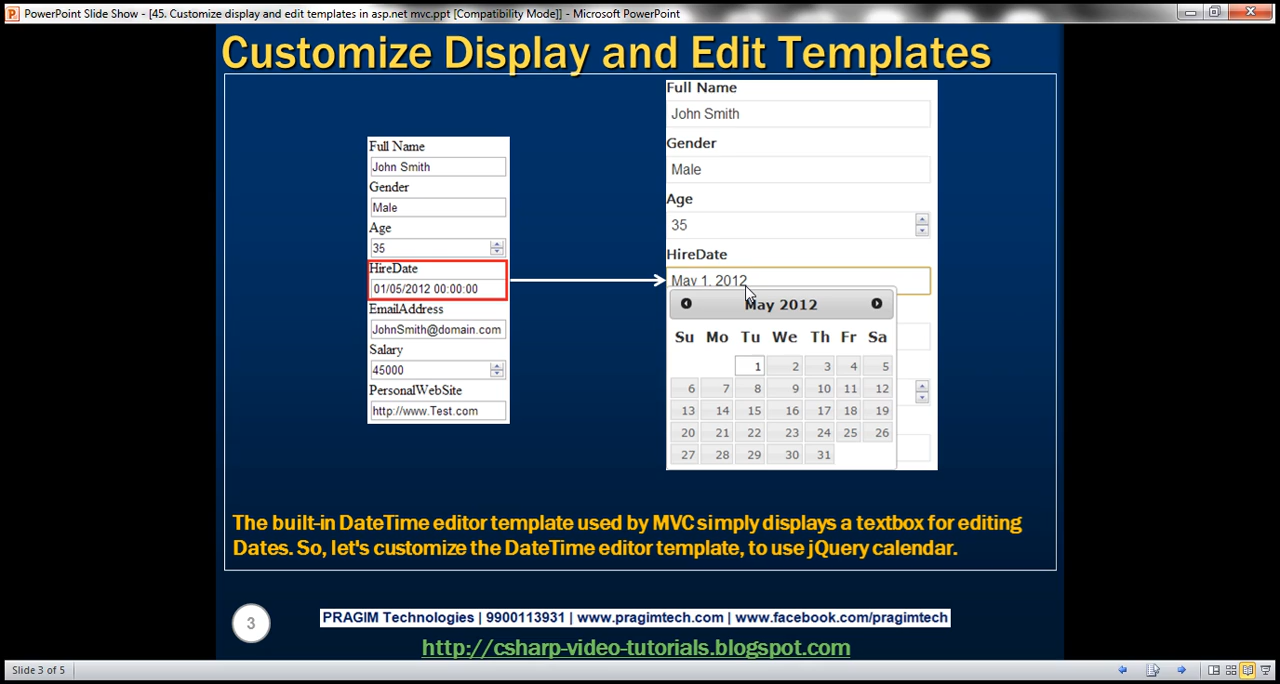 PowerPoint Slide Show - [45. Customize display and edit templates in asp.net mvc.ppt [Compatibility Mode]] - Microsoft PowerPoint
Customize Display and Edit Templates
Full Name
John Smith
Gender
Male
Age
35
HireDate
01/05/2012 00:00:00
EmailAddress
JohnSmith@domain.com
Salary
45000
PersonalWebSite
http://www.Test.com
Full Name
John Smith
Gender
Male
Age
35
HireDate
May 1, 2012
May 2012
Su Mo Tu We Th Fr Sa
1 2 3 4 5
6 7 8 9 10 11 12
13 14 15 16 17 18 19
20 21 22 23 24 25 26
27 28 29 30 31
The built-in DateTime editor template used by MVC simply displays a textbox for editing
Dates. So, let's customize the DateTime editor template, to use jQuery calendar.
3
PRAGIM Technologies | 9900113931 | www.pragimtech.com | www.facebook.com/pragimtech
http://csharp-video-tutorials.blogspot.com
Slide 3 of 5